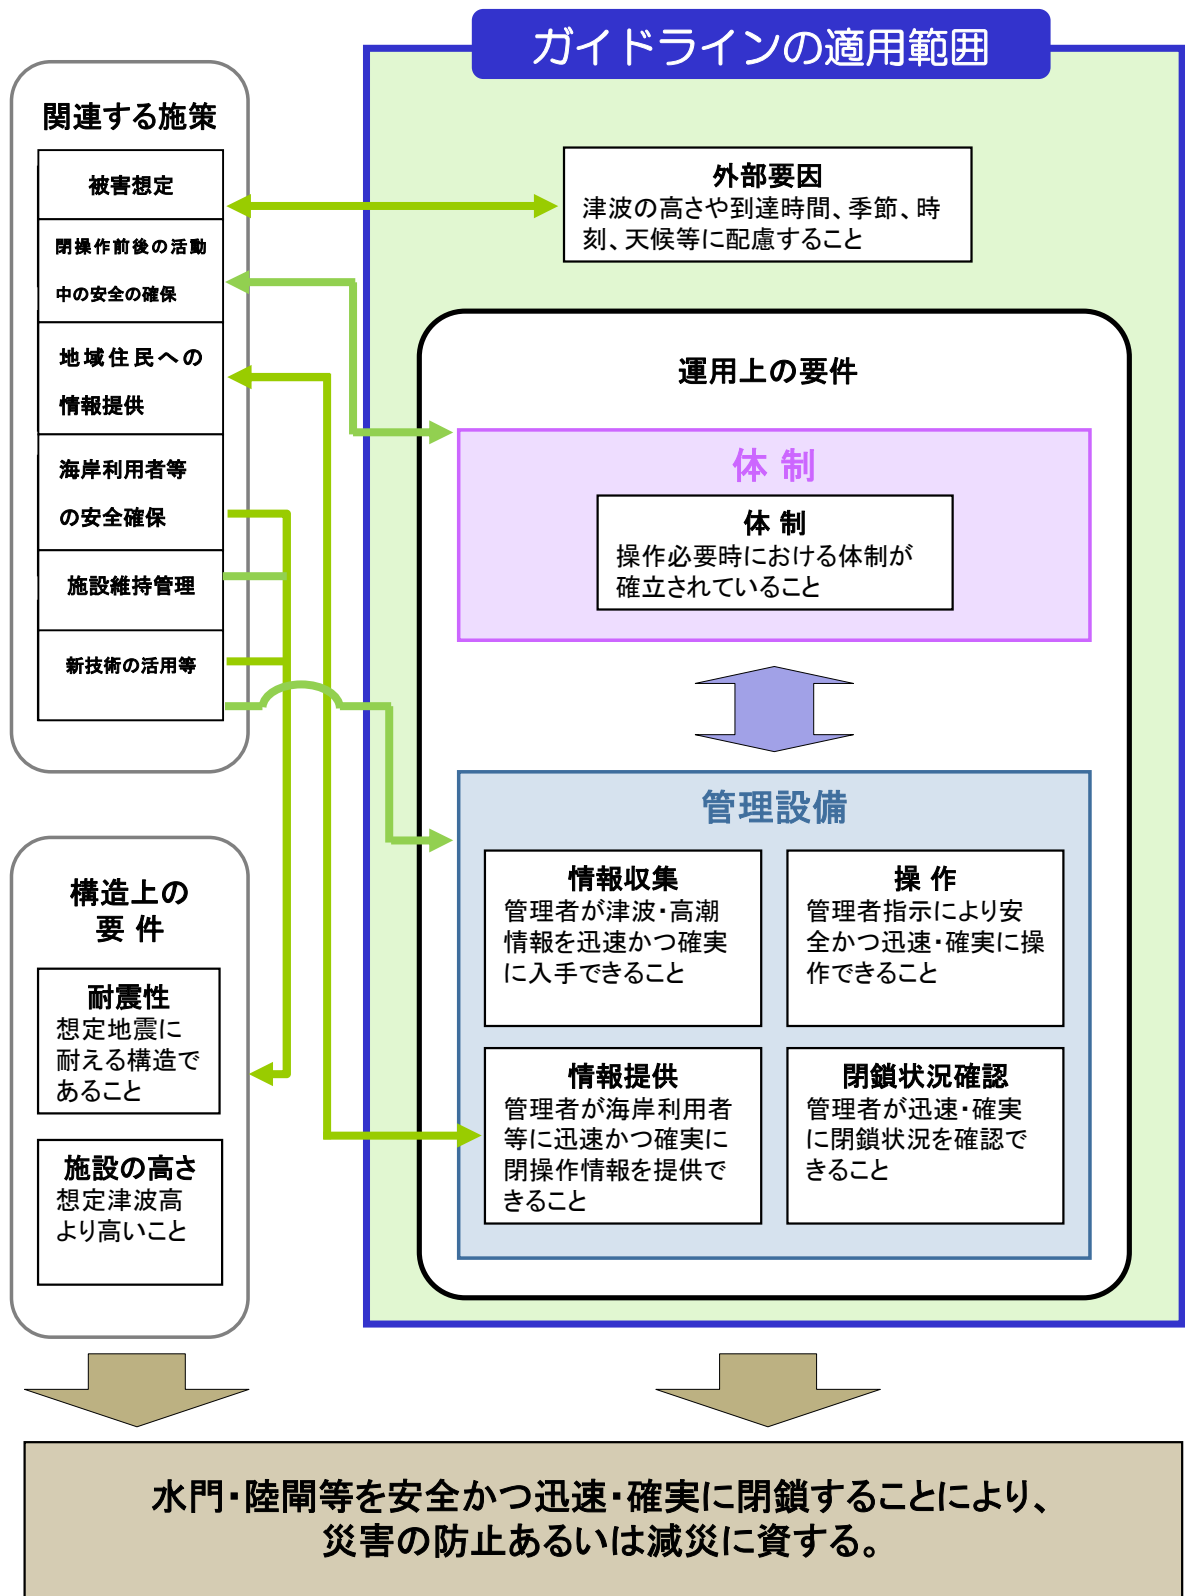 ガイドラインの適用範囲
関連する施策
被害想定
閉操作前後の活動
中の安全の確保
地域住民への
情報提供
海岸利用者等
の安全確保
施設維持管理
新技術の活用等
外部要因
津波の高さや到達時間、季節、時
刻、天候等に配慮すること
運用上の要件
体 制
体 制
操作必要時における体制が
確立されていること
管理設備
情報収集
管理者が津波・高潮
情報を迅速かつ確実
に入手できること
操 作
管理者指示により安
全かつ迅速・確実に操
作できること
情報提供
管理者が海岸利用者
等に迅速かつ確実に
閉操作情報を提供で
きること
閉鎖状況確認
管理者が迅速・確実
に閉鎖状況を確認で
きること
構造上の
要 件
耐震性
想定地震に
耐える構造で
あること
施設の高さ
想定津波高
より高いこと
水門・陸閘等を安全かつ迅速・確実に閉鎖することにより、
災害の防止あるいは減災に資する。